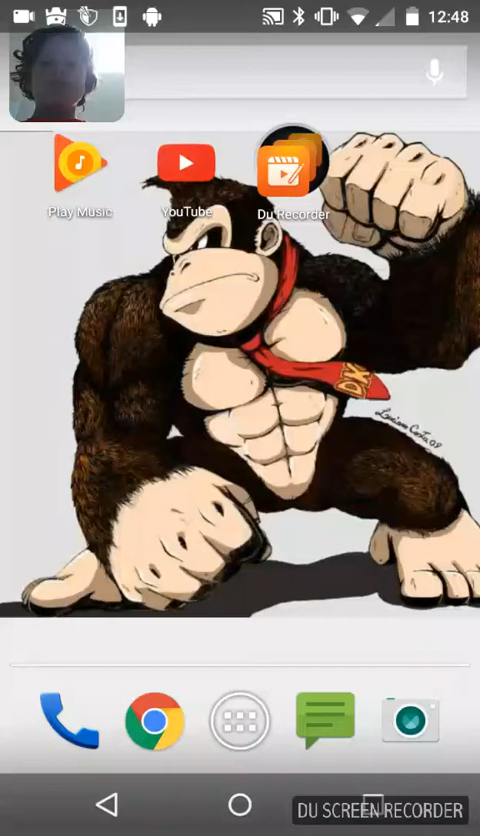 12:48
Play Music
YouTube
Du Recorder
DK
DU SCREEN RECORDER